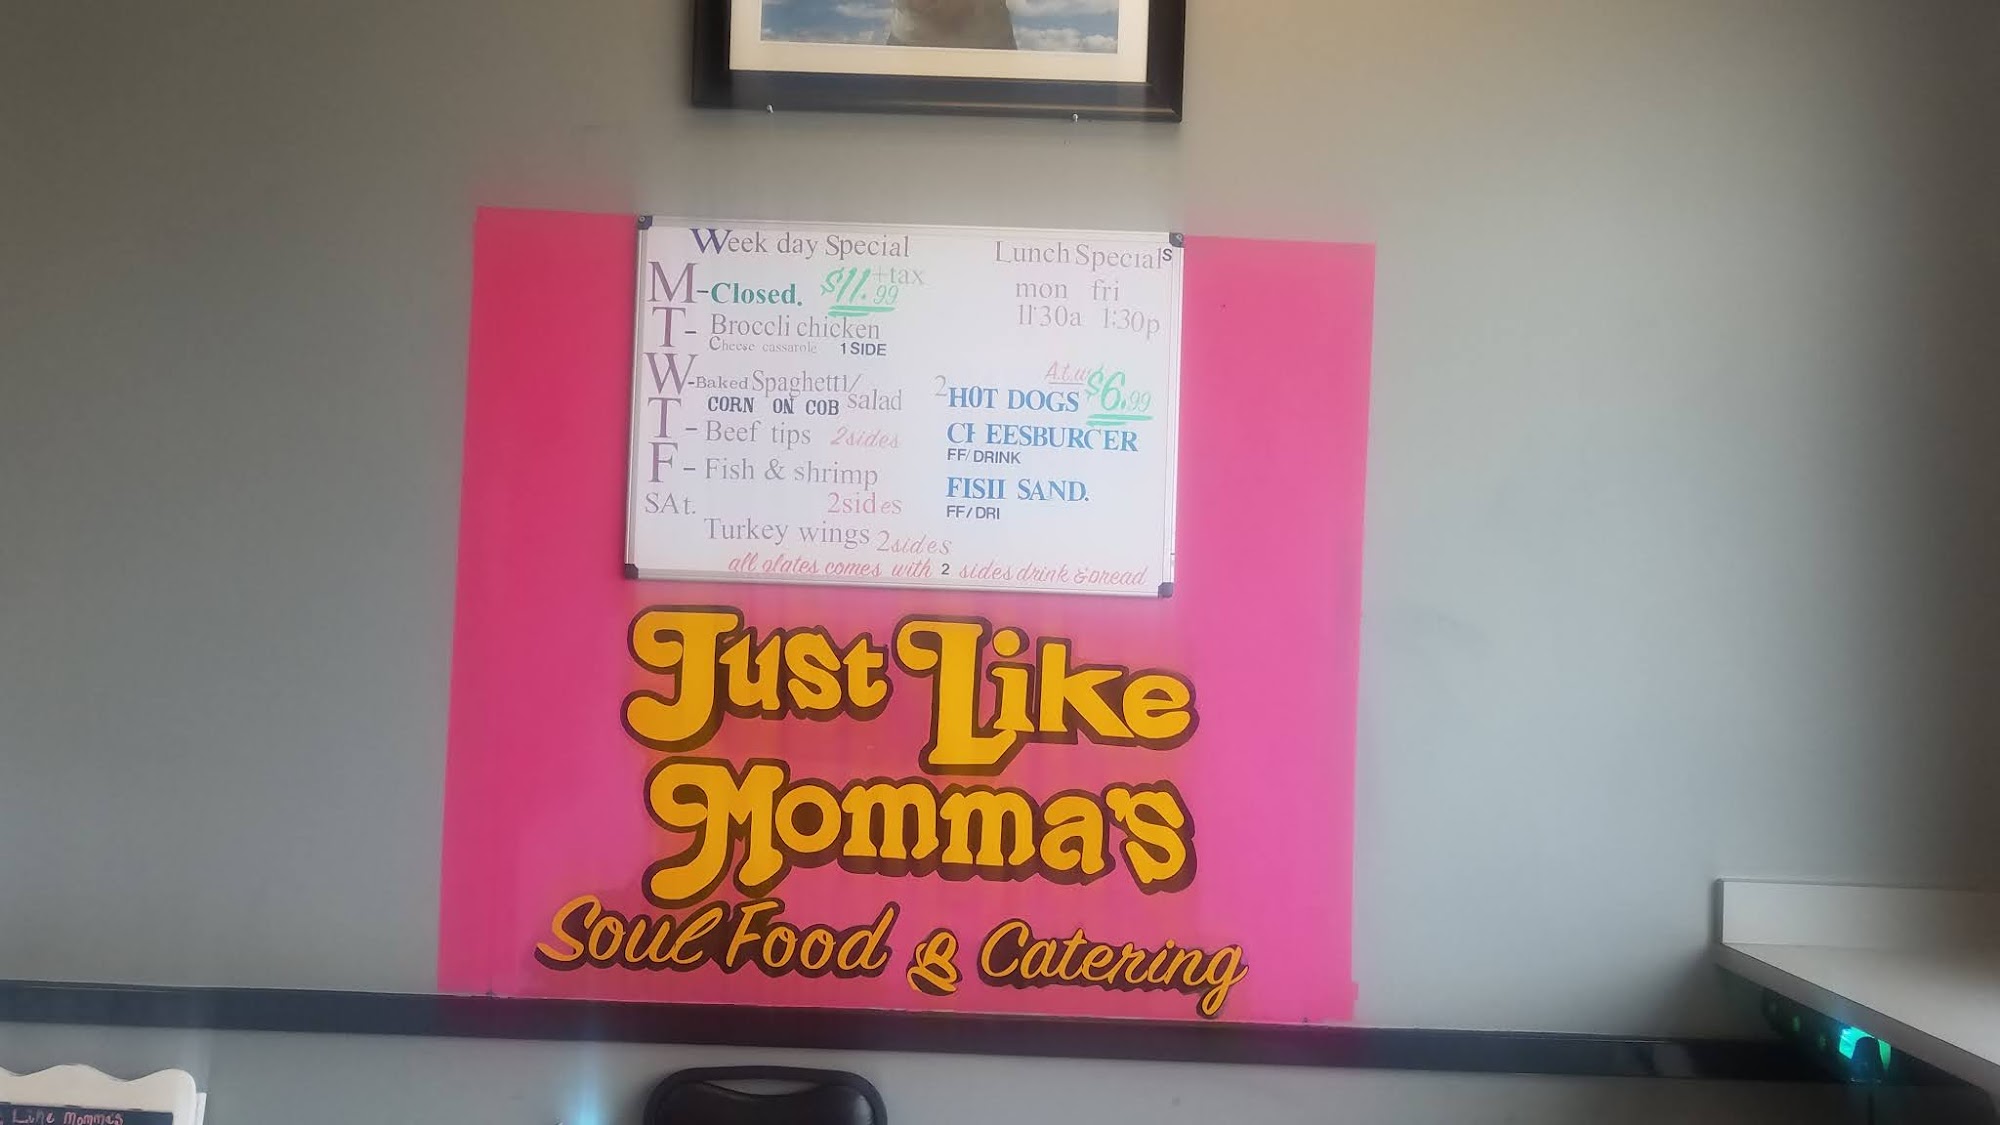 Week day Special
M-Closed. $11.99 +tax
T- Broccli chicken
Cheese cassarole 1 SIDE
W-Baked Spaghetti/
CORN ON COB salad
T- Beef tips 2sides
F- Fish & shrimp
2sides
SAt.
Turkey wings 2sides
Lunch Specials
mon fri
11:30a 1:30p
$6.99
2 HOT DOGS
CHEESBURGER
FF/DRINK
FISH SAND.
FF/DRI
all plates comes with 2 sides drink & bread
Just Like
Momma's
Soul Food & Catering
Like Momma's